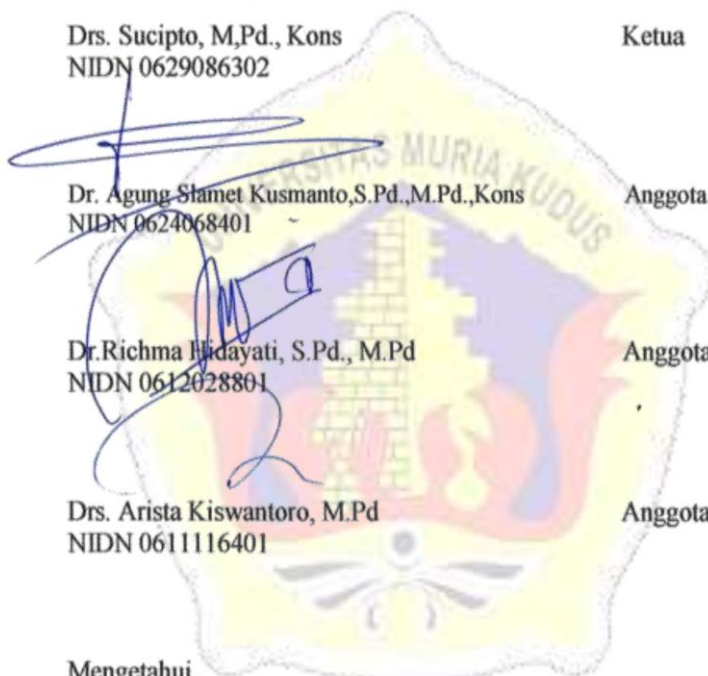 Drs. Sucipto, M,Pd., Kons Ketua
NIDN 0629086302
UNIVERSITAS MURIA KUDUS
Dr. Agung Slamet Kusmanto,S.Pd.,M.Pd.,Kons Anggota
NIDN 0624068401
Dr.Richma Hidayati, S.Pd., M.Pd Anggota
NIDN 0612028801
Drs. Arista Kiswantoro, M.Pd Anggota
NIDN 0611116401
Mengetahui